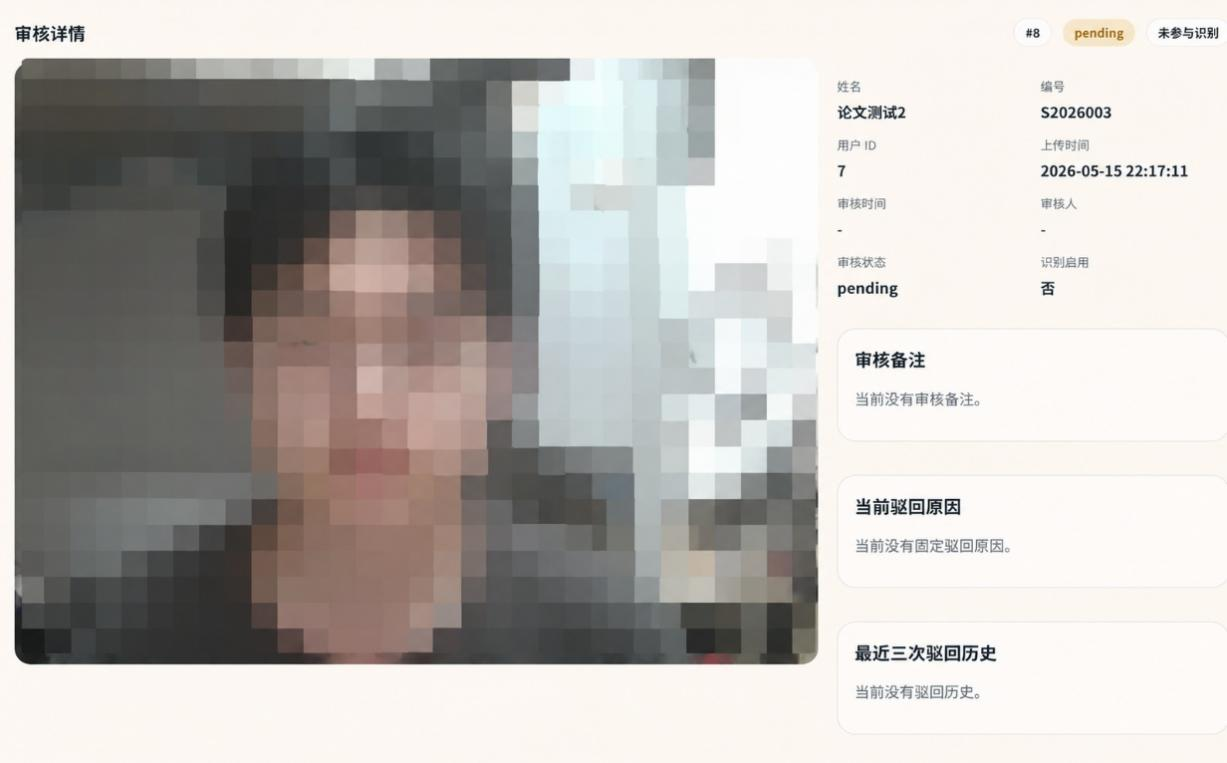 审核详情
#8 pending 未参与识别
姓名 编号
论文测试2 S2026003
用户 ID 上传时间
7 2026-05-15 22:17:11
审核时间 审核人
- -
审核状态 识别启用
pending 否
审核备注
当前没有审核备注。
当前驳回原因
当前没有固定驳回原因。
最近三次驳回历史
当前没有驳回历史。